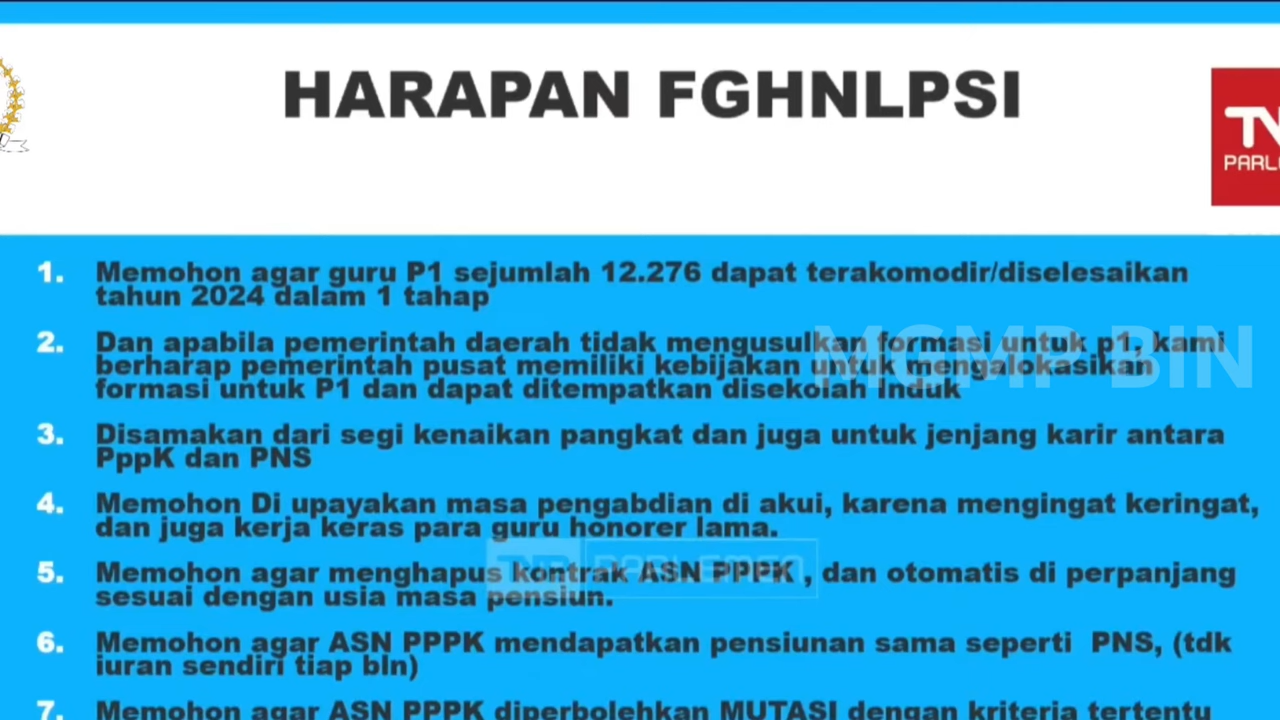 HARAPAN FGHNLPSI
TV
PARLE
1. Memohon agar guru P1 sejumlah 12.276 dapat terakomodir/diselesaikan
tahun 2024 dalam 1 tahap
2. Dan apabila pemerintah daerah tidak mengusulkan formasi untuk p1, kami
berharap pemerintah pusat memiliki kebijakan untuk mengalokasikan
formasi untuk P1 dan dapat ditempatkan disekolah Induk
MGMP BIN
3. Disamakan dari segi kenaikan pangkat dan juga untuk jenjang karir antara
PppK dan PNS
4. Memohon Di upayakan masa pengabdian di akui, karena mengingat keringat,
dan juga kerja keras para guru honorer lama.
TVR PARLEMEN
5. Memohon agar menghapus kontrak ASN PPPK , dan otomatis di perpanjang
sesuai dengan usia masa pensiun.
6. Memohon agar ASN PPPK mendapatkan pensiunan sama seperti PNS, (tdk
iuran sendiri tiap bln)
7. Memohon agar ASN PPPK diperbolehkan MUTASI dengan kriteria tertentu